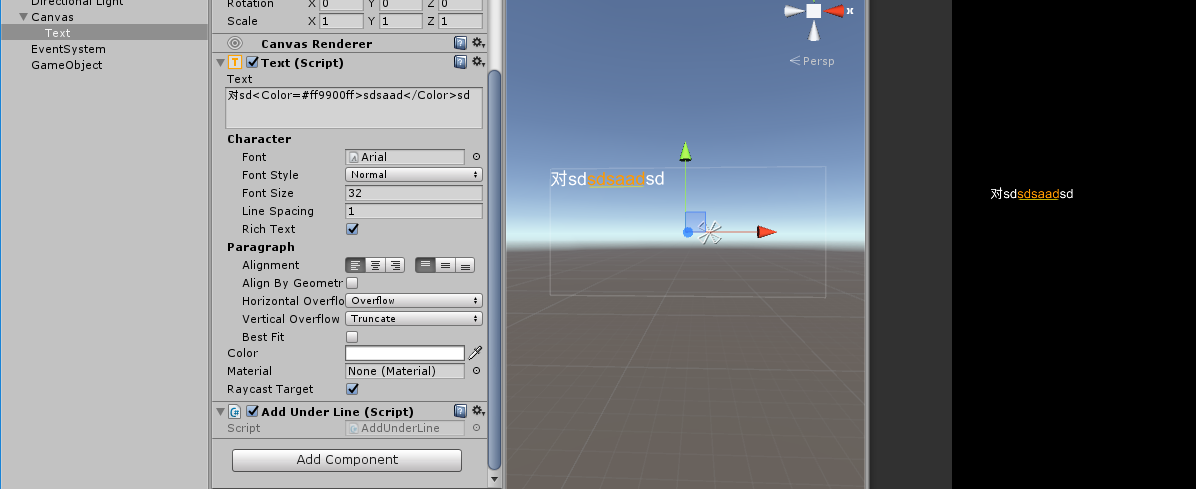 Directional Light
Canvas
Text
EventSystem
GameObject
Rotation X 0 Y 0 Z 0
Scale X 1 Y 1 Z 1
Canvas Renderer
Text (Script)
Text
对sd<Color=#ff9900ff>sdsaad</Color>sd
Character
Font Arial
Font Style Normal
Font Size 32
Line Spacing 1
Rich Text
Paragraph
Alignment
Align By Geometr
Horizontal Overflo Overflow
Vertical Overflow Truncate
Best Fit
Color
Material None (Material)
Raycast Target
Add Under Line (Script)
Script AddUnderLine
Add Component
x
Persp
对sdsdsaadsd
对sdsdsaadsd